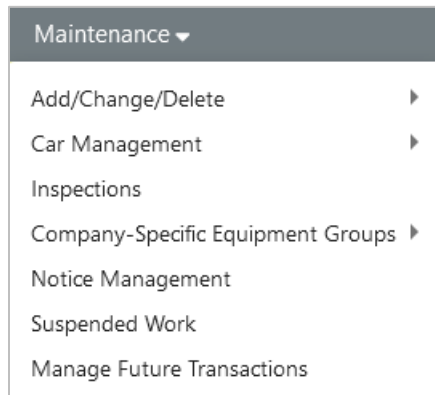 Maintenance
Add/Change/Delete
Car Management
Inspections
Company-Specific Equipment Groups
Notice Management
Suspended Work
Manage Future Transactions